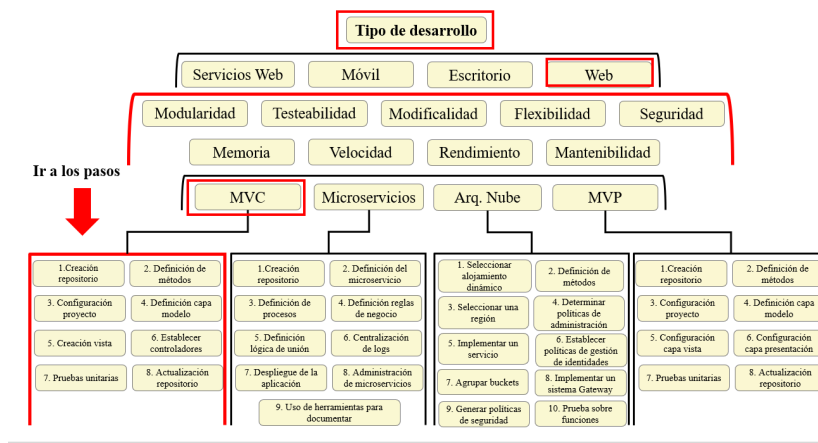 Tipo de desarrollo
Servicios Web
Móvil
Escritorio
Web
Modularidad
Testeabilidad
Modificalidad
Flexibilidad
Seguridad
Memoria
Velocidad
Rendimiento
Mantenibilidad
Ir a los pasos
MVC
Microservicios
Arq. Nube
MVP
1.Creación
repositorio
2. Definición de
métodos
3. Configuración
proyecto
4. Definición capa
modelo
5. Creación vista
6. Establecer
controladores
7. Pruebas unitarias
8. Actualización
repositorio
1.Creación
repositorio
2. Definición del
microservicio
3. Definición de
procesos
4. Definición reglas
de negocio
5. Definición
lógica de unión
6. Centralización
de logs
7. Despliegue de la
aplicación
8. Administración
de microservicios
9. Uso de herramientas para
documentar
1. Seleccionar
alojamiento
dinámico
2. Definición de
métodos
3. Seleccionar una
región
4. Determinar
políticas de
administración
5. Implementar un
servicio
6. Establecer
políticas de gestión
de identidades
7. Agrupar buckets
8. Implementar un
sistema Gateway
9. Generar políticas
de seguridad
10. Prueba sobre
funciones
1.Creación
repositorio
2. Definición de
métodos
3. Configuración
proyecto
4. Definición capa
modelo
5. Configuración
capa vista
6. Configuración
capa presentación
7. Pruebas unitarias
8. Actualización
repositorio